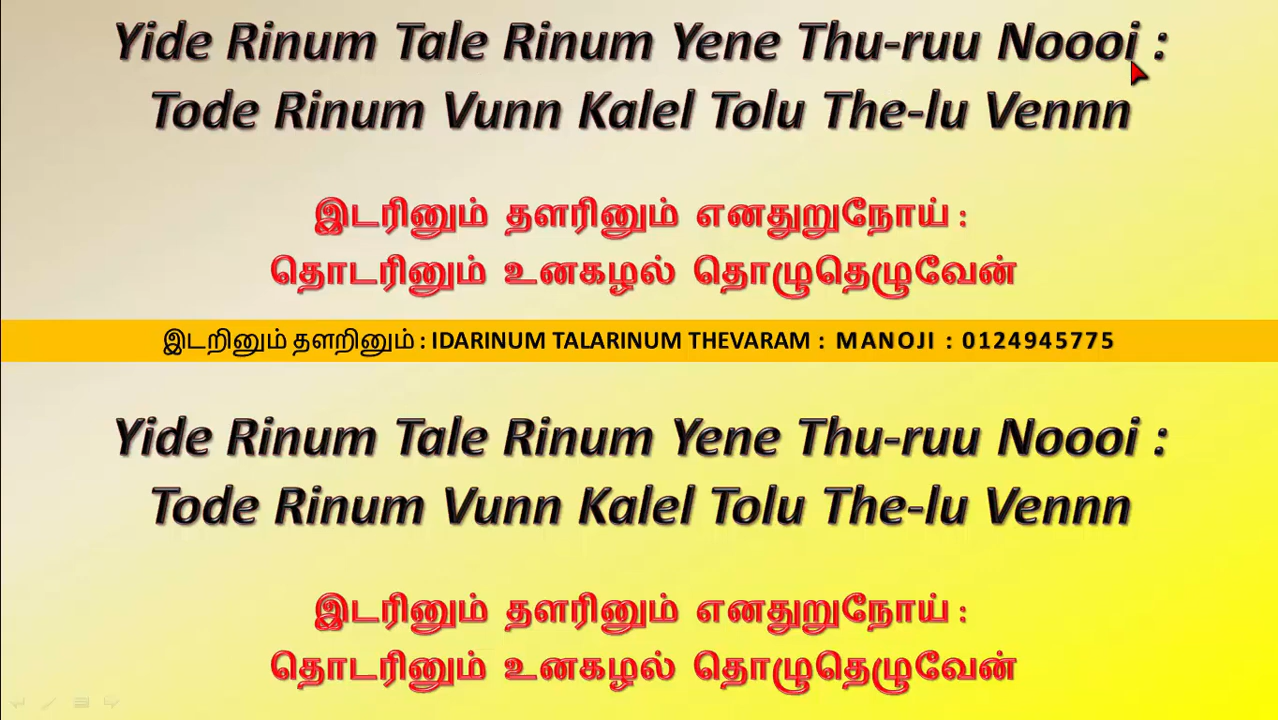 Yide Rinum Tale Rinum Yene Thu-ruu Noooi :
Tode Rinum Vunn Kalel Tolu The-lu Vennn
இடரினும் தளரினும் எனதுறுநோய் :
தொடரினும் உனகழல் தொழுதெழுவேன்
இடறினும் தளறினும் : IDARINUM TALARINUM THEVARAM : MANOJI : 0124945775
Yide Rinum Tale Rinum Yene Thu-ruu Noooi :
Tode Rinum Vunn Kalel Tolu The-lu Vennn
இடரினும் தளரினும் எனதுறுநோய் :
தொடரினும் உனகழல் தொழுதெழுவேன்